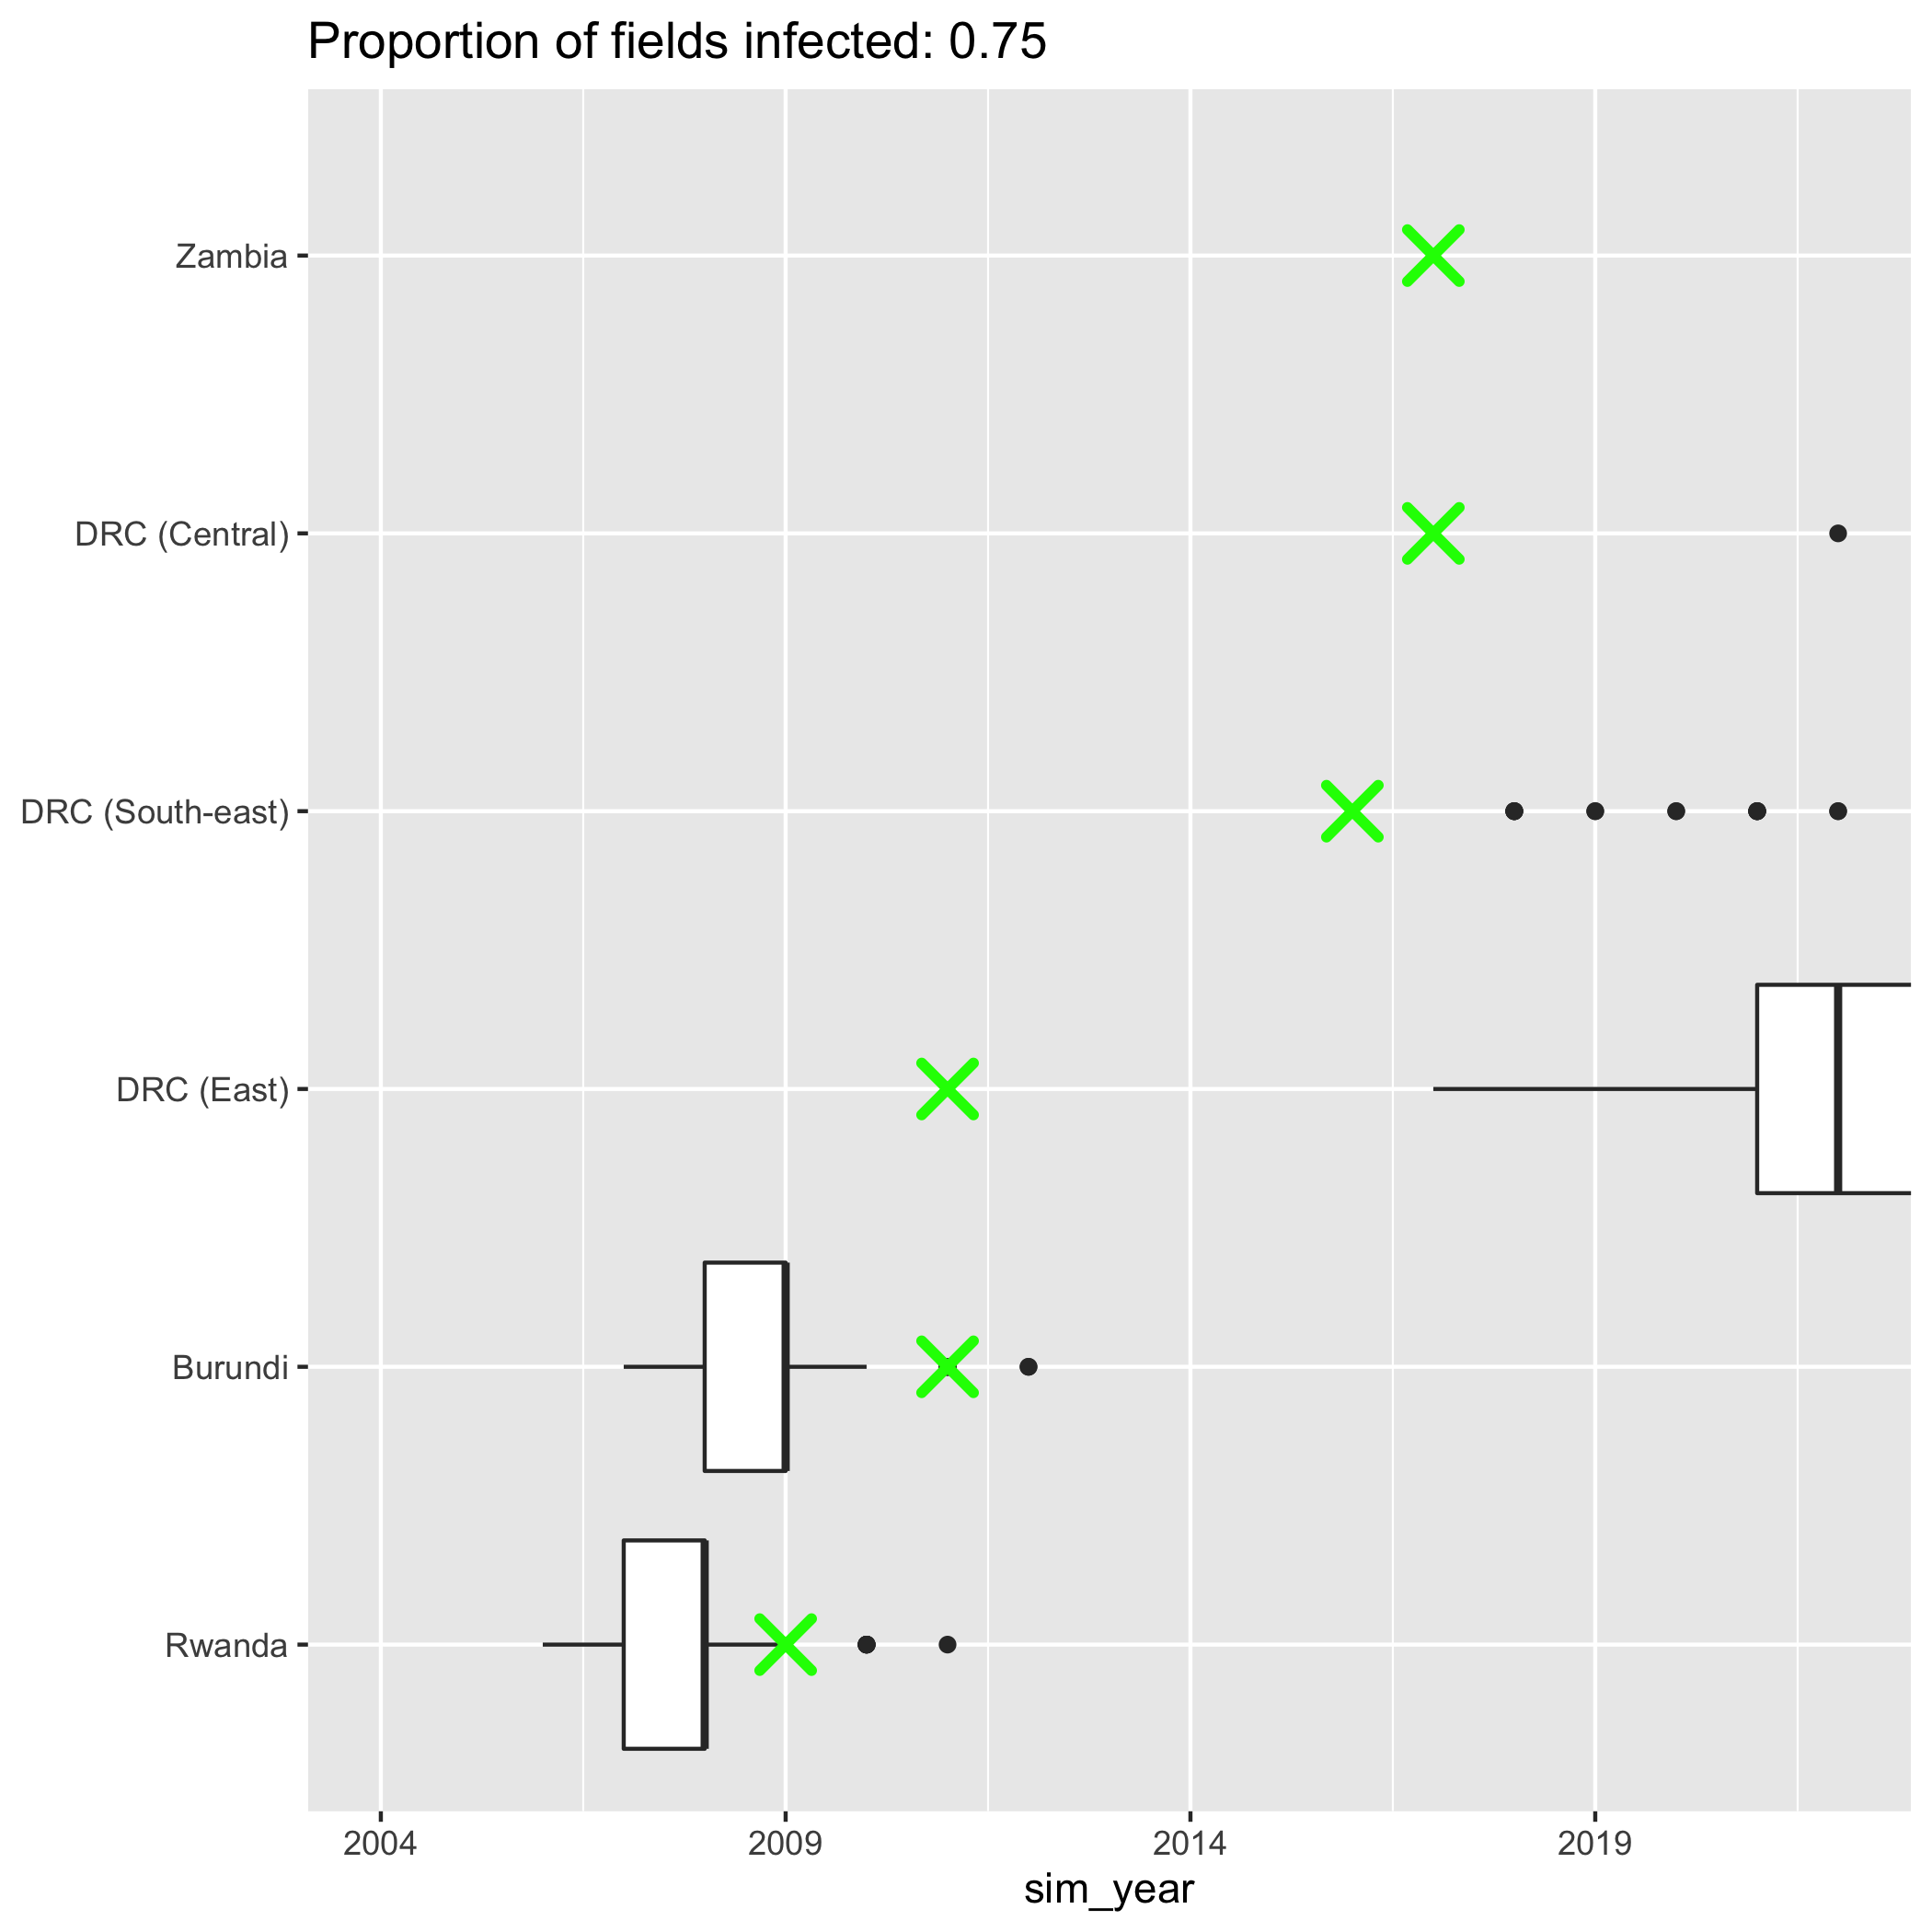 Proportion of fields infected: 0.75
Zambia
DRC (Central)
DRC (South-east)
DRC (East)
Burundi
Rwanda
2004 2009 2014 2019
sim_year